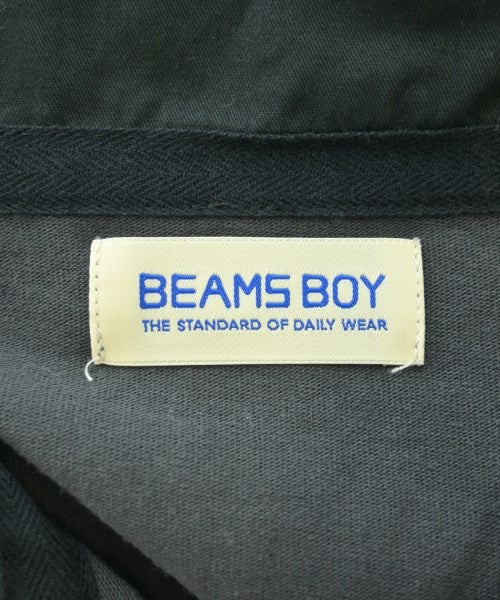 BEAMS BOY
THE STANDARD OF DAILY WEAR